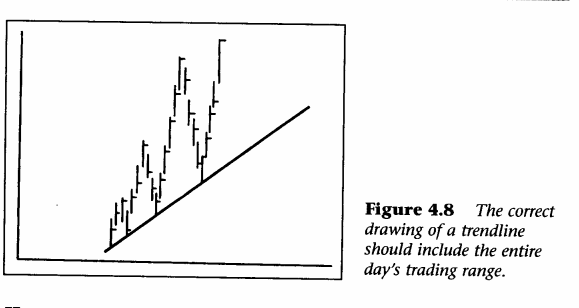 Figure 4.8 The correct
drawing of a trendline
should include the entire
day's trading range.